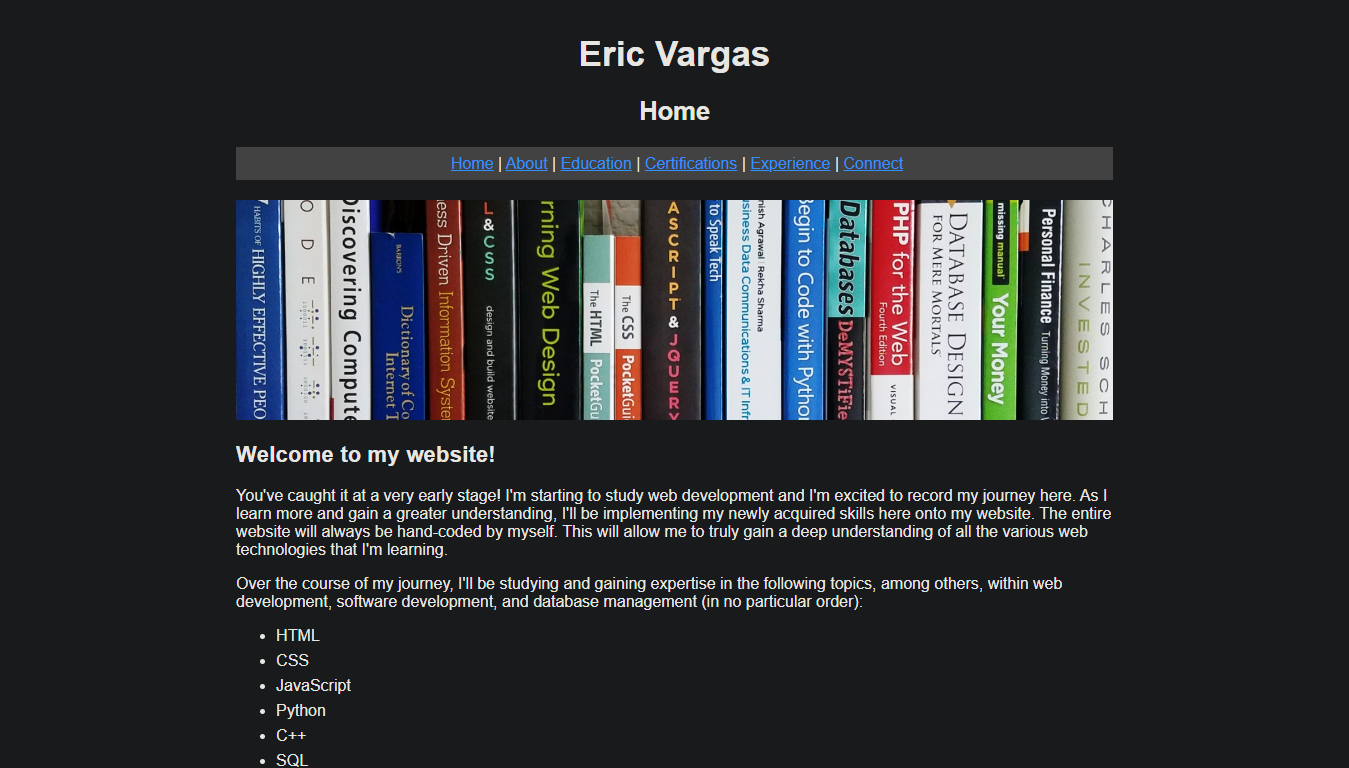 Eric Vargas
Home
Home | About | Education | Certifications | Experience | Connect
HABITS OF HIGHLY EFFECTIVE PEO
O D E
Discovering Compute
BARRON'S
Dictionary of Co
Internet T
ess Driven Information System
L & CSS
design and build website
rning Web Design
The HTML PocketGu
The CSS PocketGui
ASCRIPT &
to Speak Tech
nish Agrawal Rekha Sharma
usiness Data Communications & IT Infr
Begin to Code with Python
Databases DeMYSTiFie
PHP for the Web
Fourth Edition
VISUAL
DATABASE DESIGN
FOR MERE MORTALS
missing manual
Your Money
Personal Finance Turning Money into
CHARLES SCH
INVESTED
Welcome to my website!
You've caught it at a very early stage! I'm starting to study web development and I'm excited to record my journey here. As I
learn more and gain a greater understanding, I'll be implementing my newly acquired skills here onto my website. The entire
website will always be hand-coded by myself. This will allow me to truly gain a deep understanding of all the various web
technologies that I'm learning.
Over the course of my journey, I'll be studying and gaining expertise in the following topics, among others, within web
development, software development, and database management (in no particular order):
• HTML
• CSS
• JavaScript
• Python
• C++
• SQL